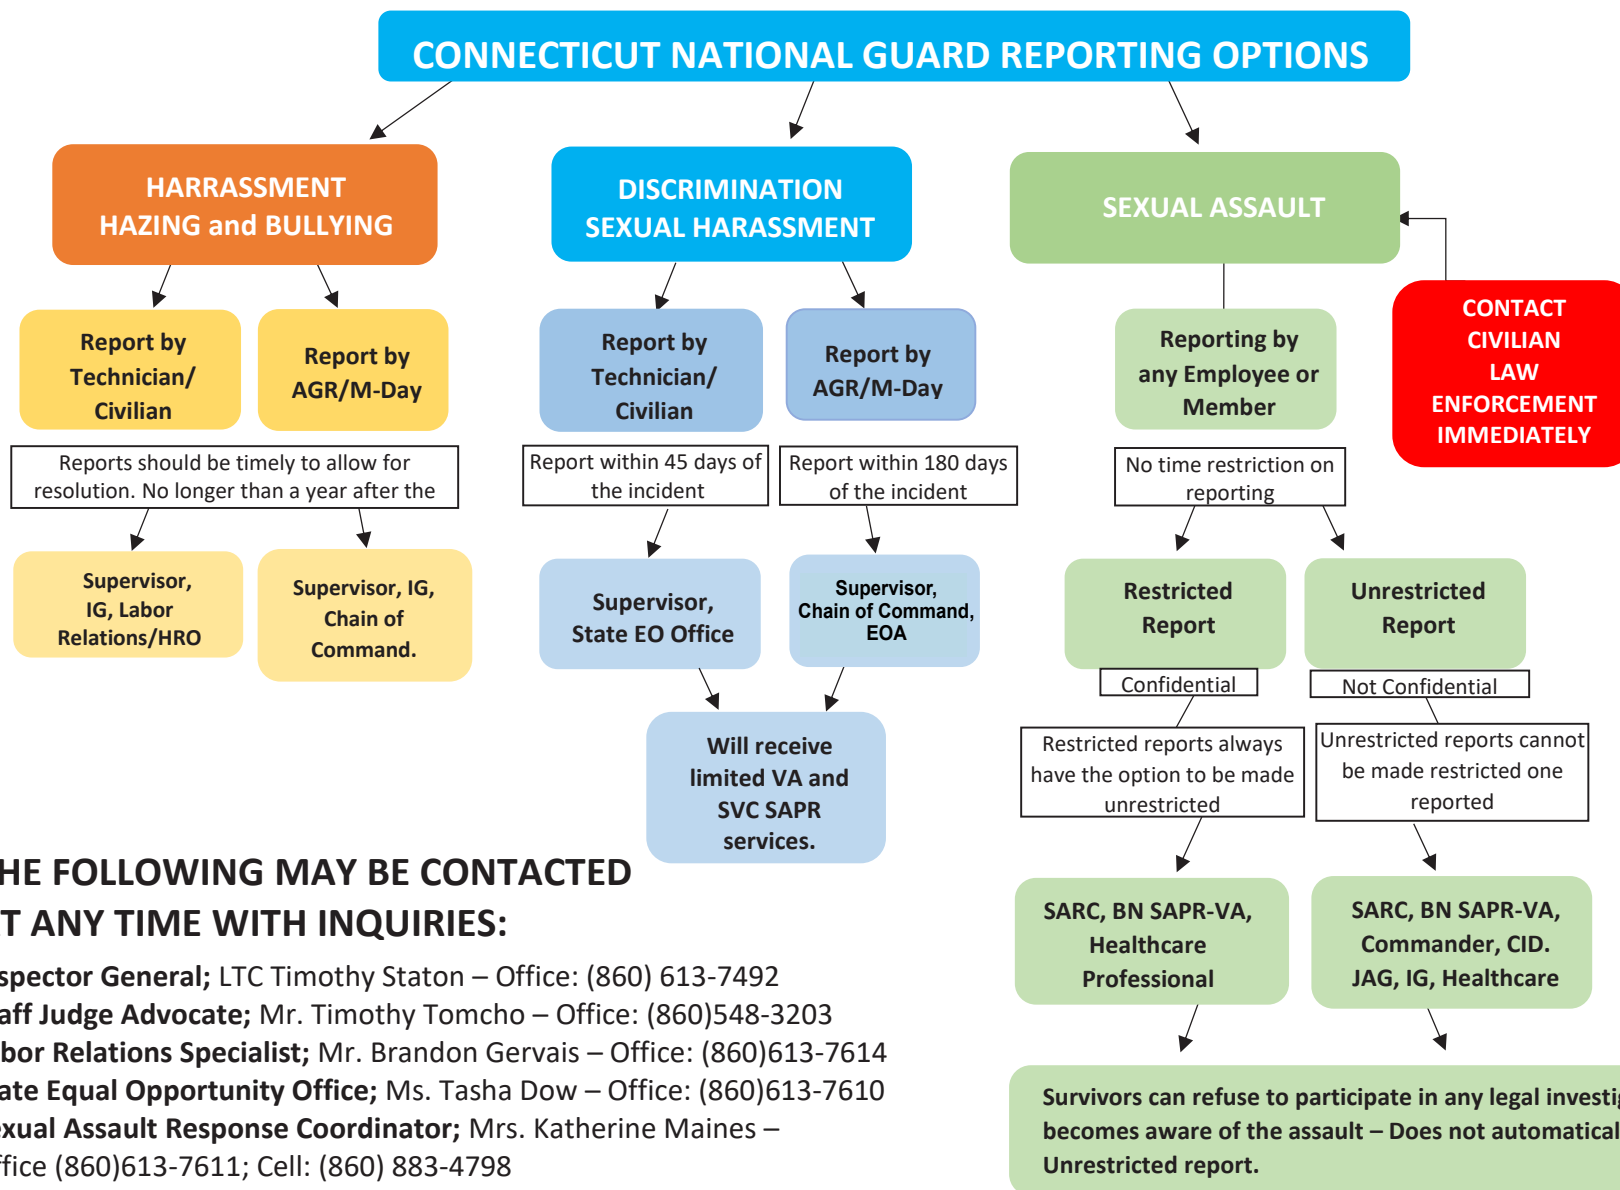 CONNECTICUT NATIONAL GUARD REPORTING OPTIONS
HARRASSMENT
HAZING and BULLYING
Report by
Technician/
Civilian
Report by
AGR/M-Day
Reports should be timely to allow for
resolution. No longer than a year after the
Supervisor,
IG, Labor
Relations/HRO
Supervisor, IG,
Chain of
Command.
DISCRIMINATION
SEXUAL HARASSMENT
Report by
Technician/
Civilian
Report by
AGR/M-Day
Report within 45 days of
the incident
Report within 180 days
of the incident
Supervisor,
State EO Office
Supervisor,
Chain of Command,
EOA
Will receive
limited VA and
SVC SAPR
services.
SEXUAL ASSAULT
CONTACT
CIVILIAN
LAW
ENFORCEMENT
IMMEDIATELY
Reporting by
any Employee or
Member
No time restriction on
reporting
Restricted
Report
Unrestricted
Report
Confidential
Not Confidential
Restricted reports always
have the option to be made
unrestricted
Unrestricted reports cannot
be made restricted one
reported
SARC, BN SAPR-VA,
Healthcare
Professional
SARC, BN SAPR-VA,
Commander, CID.
JAG, IG, Healthcare
Survivors can refuse to participate in any legal investig
becomes aware of the assault – Does not automatical
Unrestricted report.
HE FOLLOWING MAY BE CONTACTED
T ANY TIME WITH INQUIRIES:
spector General; LTC Timothy Staton – Office: (860) 613-7492
aff Judge Advocate; Mr. Timothy Tomcho – Office: (860)548-3203
bor Relations Specialist; Mr. Brandon Gervais – Office: (860)613-7614
ate Equal Opportunity Office; Ms. Tasha Dow – Office: (860)613-7610
exual Assault Response Coordinator; Mrs. Katherine Maines –
ffice (860)613-7611; Cell: (860) 883-4798